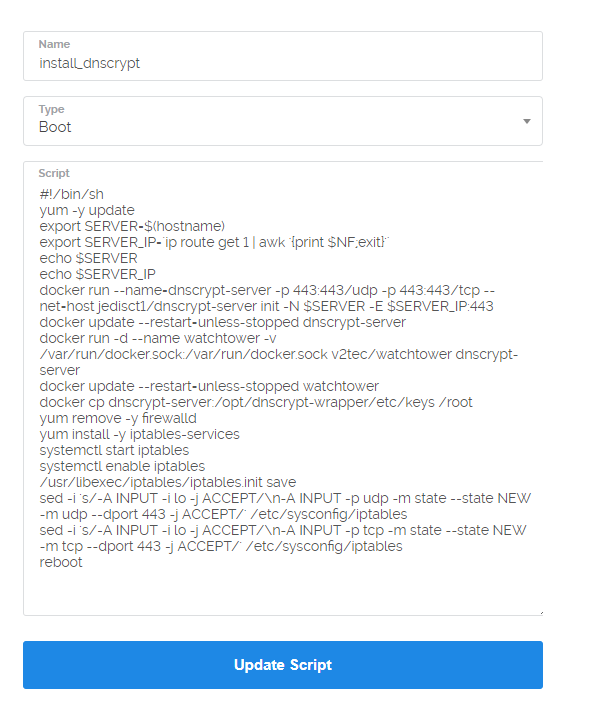 Name
install_dnscrypt
Type
Boot
Script
#!/bin/sh
yum -y update
export SERVER=$(hostname)
export SERVER_IP=`ip route get 1 | awk '{print $NF;exit}'`
echo $SERVER
echo $SERVER_IP
docker run --name=dnscrypt-server -p 443:443/udp -p 443:443/tcp --
net=host jedisct1/dnscrypt-server init -N $SERVER -E $SERVER_IP:443
docker update --restart=unless-stopped dnscrypt-server
docker run -d --name watchtower -v
/var/run/docker.sock:/var/run/docker.sock v2tec/watchtower dnscrypt-
server
docker update --restart=unless-stopped watchtower
docker cp dnscrypt-server:/opt/dnscrypt-wrapper/etc/keys /root
yum remove -y firewalld
yum install -y iptables-services
systemctl start iptables
systemctl enable iptables
/usr/libexec/iptables/iptables.init save
sed -i 's/-A INPUT -i lo -j ACCEPT/\n-A INPUT -p udp -m state --state NEW
-m udp --dport 443 -j ACCEPT/' /etc/sysconfig/iptables
sed -i 's/-A INPUT -i lo -j ACCEPT/\n-A INPUT -p tcp -m state --state NEW
-m tcp --dport 443 -j ACCEPT/' /etc/sysconfig/iptables
reboot
Update Script